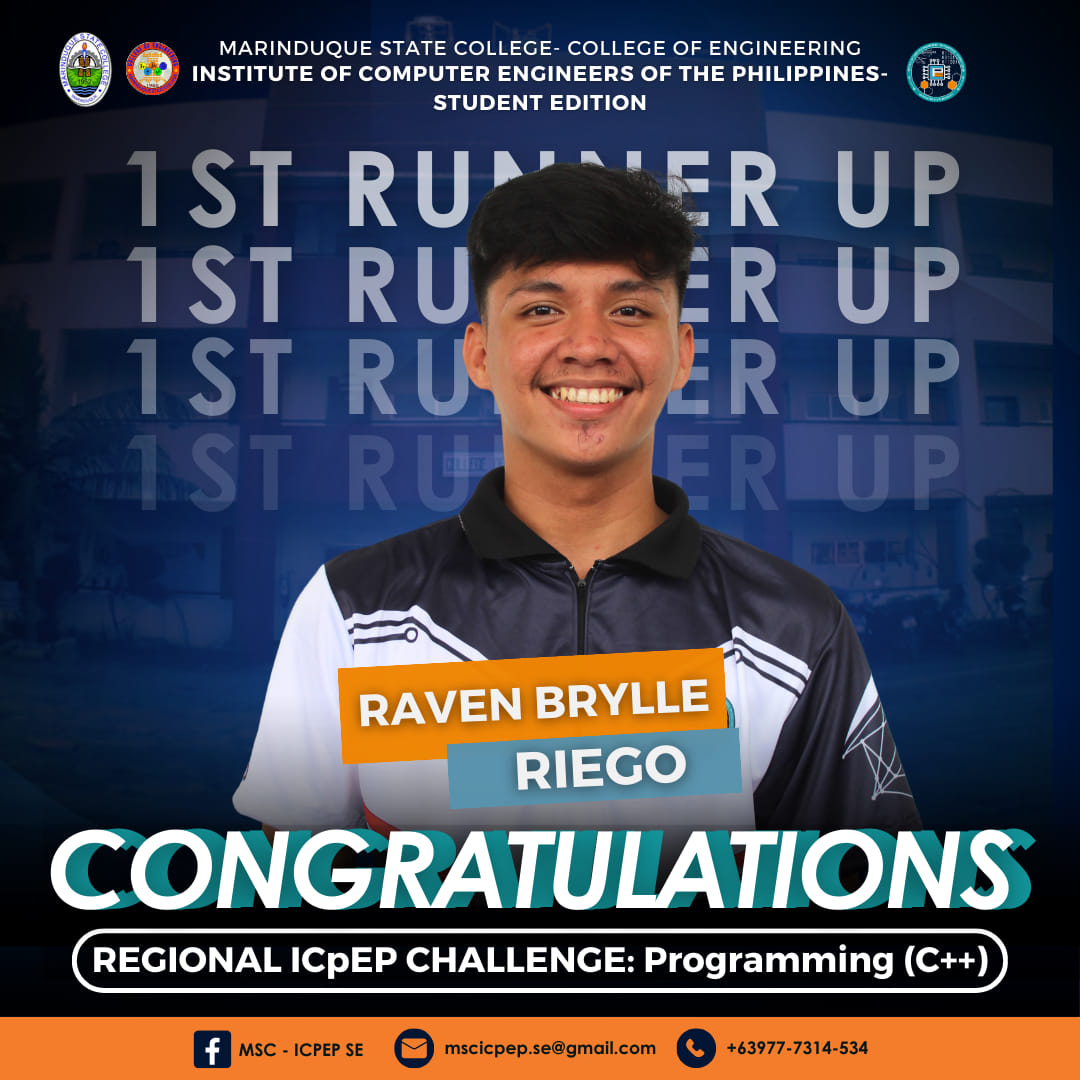 MARINDUQUE STATE COLLEGE- COLLEGE OF ENGINEERING
INSTITUTE OF COMPUTER ENGINEERS OF THE PHILIPPINES-
STUDENT EDITION
1ST RUNNER UP
1ST RUNNER UP
1ST RUNNER UP
1ST RUNNER UP
RAVEN BRYLLE
RIEGO
CONGRATULATIONS
REGIONAL ICpEP CHALLENGE: Programming (C++)
MSC - ICPEP SE
mscicpep.se@gmail.com
+63977-7314-534